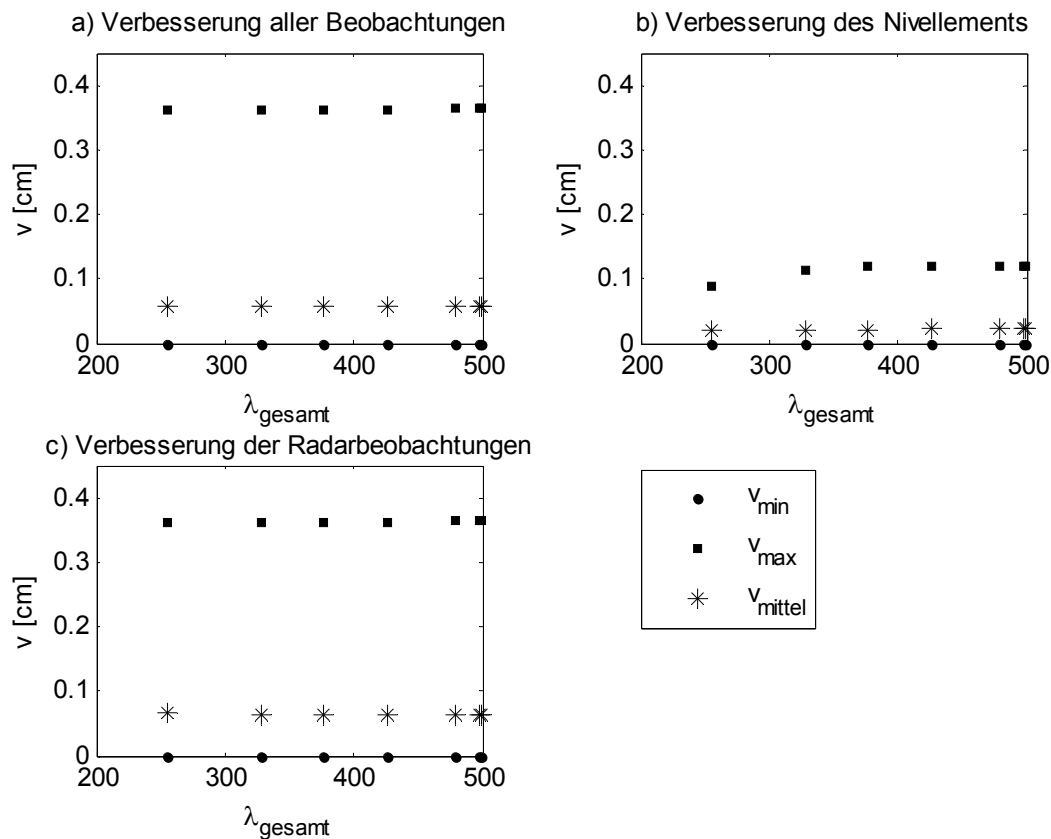 a) Verbesserung aller Beobachtungen
0.4
0.3
0.2
0.1
0
v [cm]
200 300 400 500
λgesamt
b) Verbesserung des Nivellements
0.4
0.3
0.2
0.1
0
v [cm]
200 300 400 500
λgesamt
c) Verbesserung der Radarbeobachtungen
0.4
0.3
0.2
0.1
0
v [cm]
200 300 400 500
λgesamt
vmin
vmax
vmittel